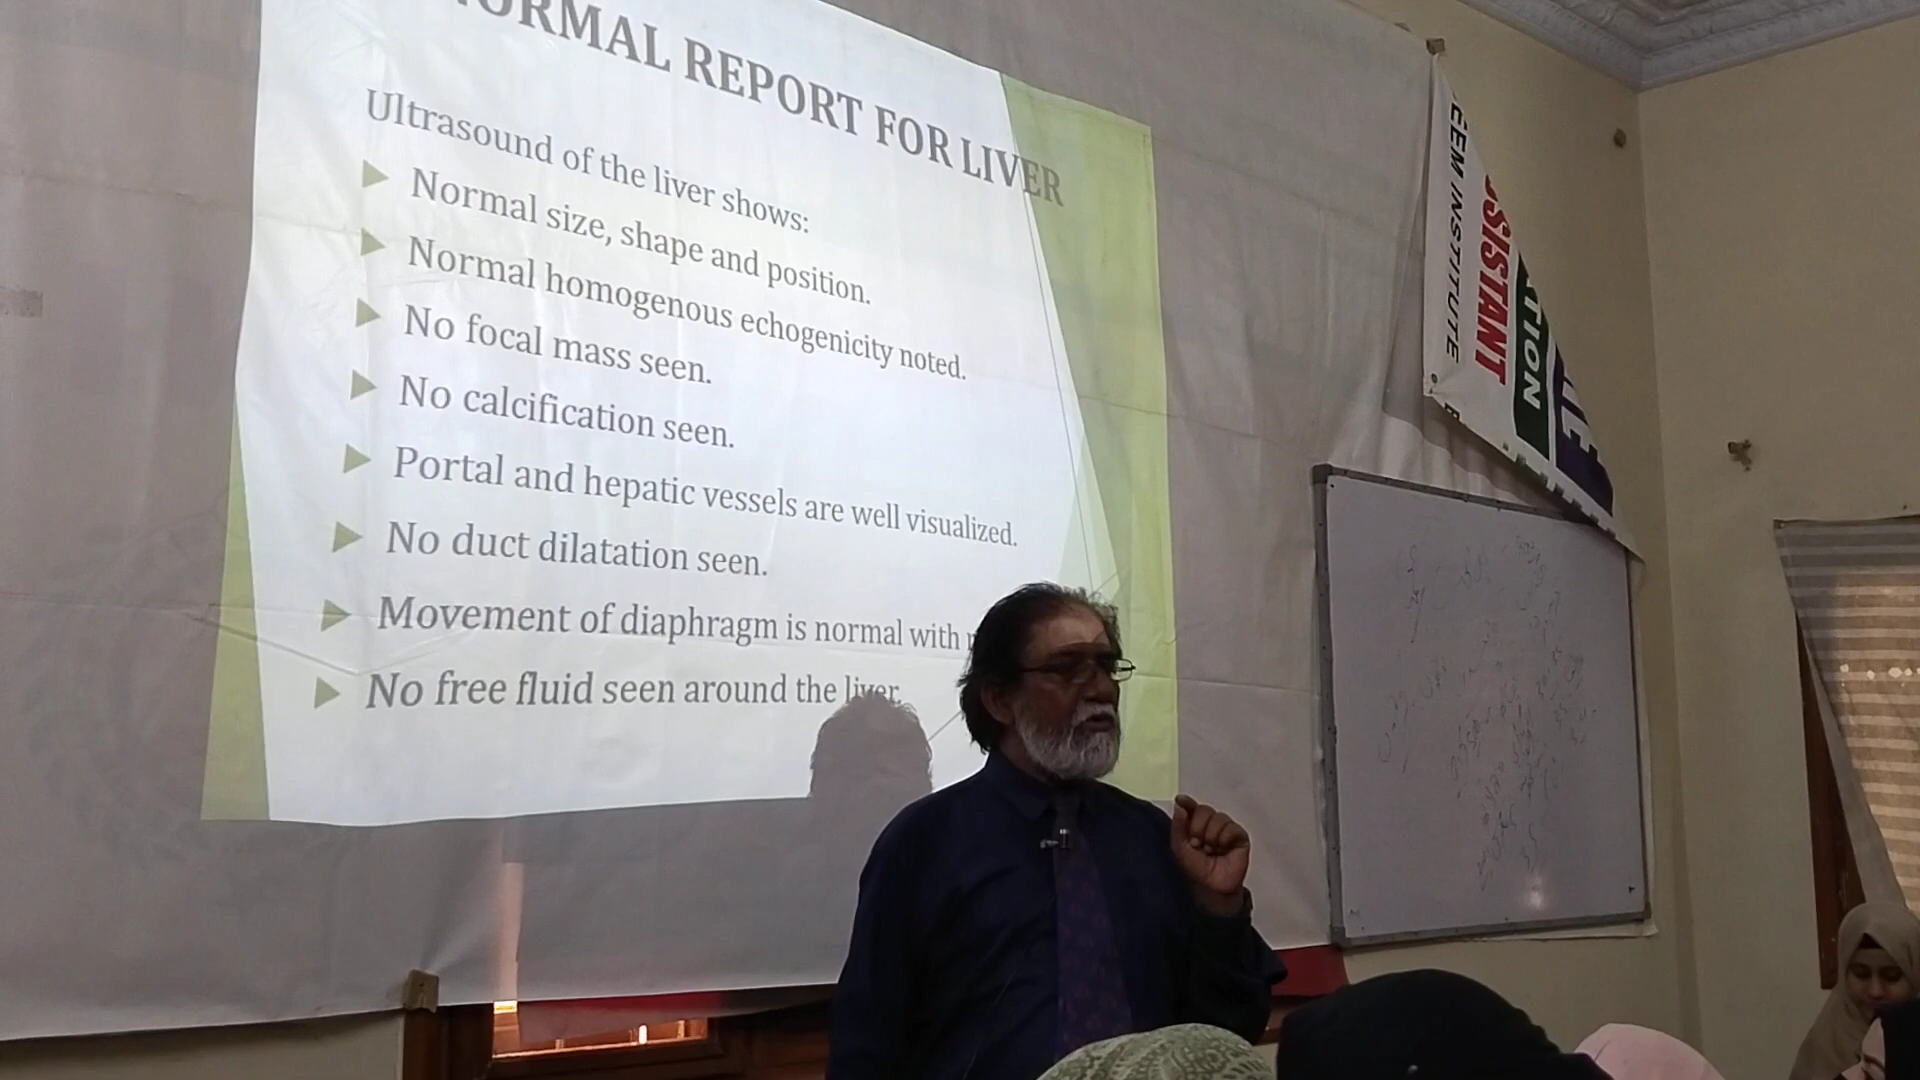 NORMAL REPORT FOR LIVER
Ultrasound of the liver shows:
Normal size, shape and position.
Normal homogenous echogenicity noted.
No focal mass seen.
No calcification seen.
Portal and hepatic vessels are well visualized.
No duct dilatation seen.
Movement of diaphragm is normal with
No free fluid seen around the liver.
EEM INSTITUTE
SSISTANT
ATION